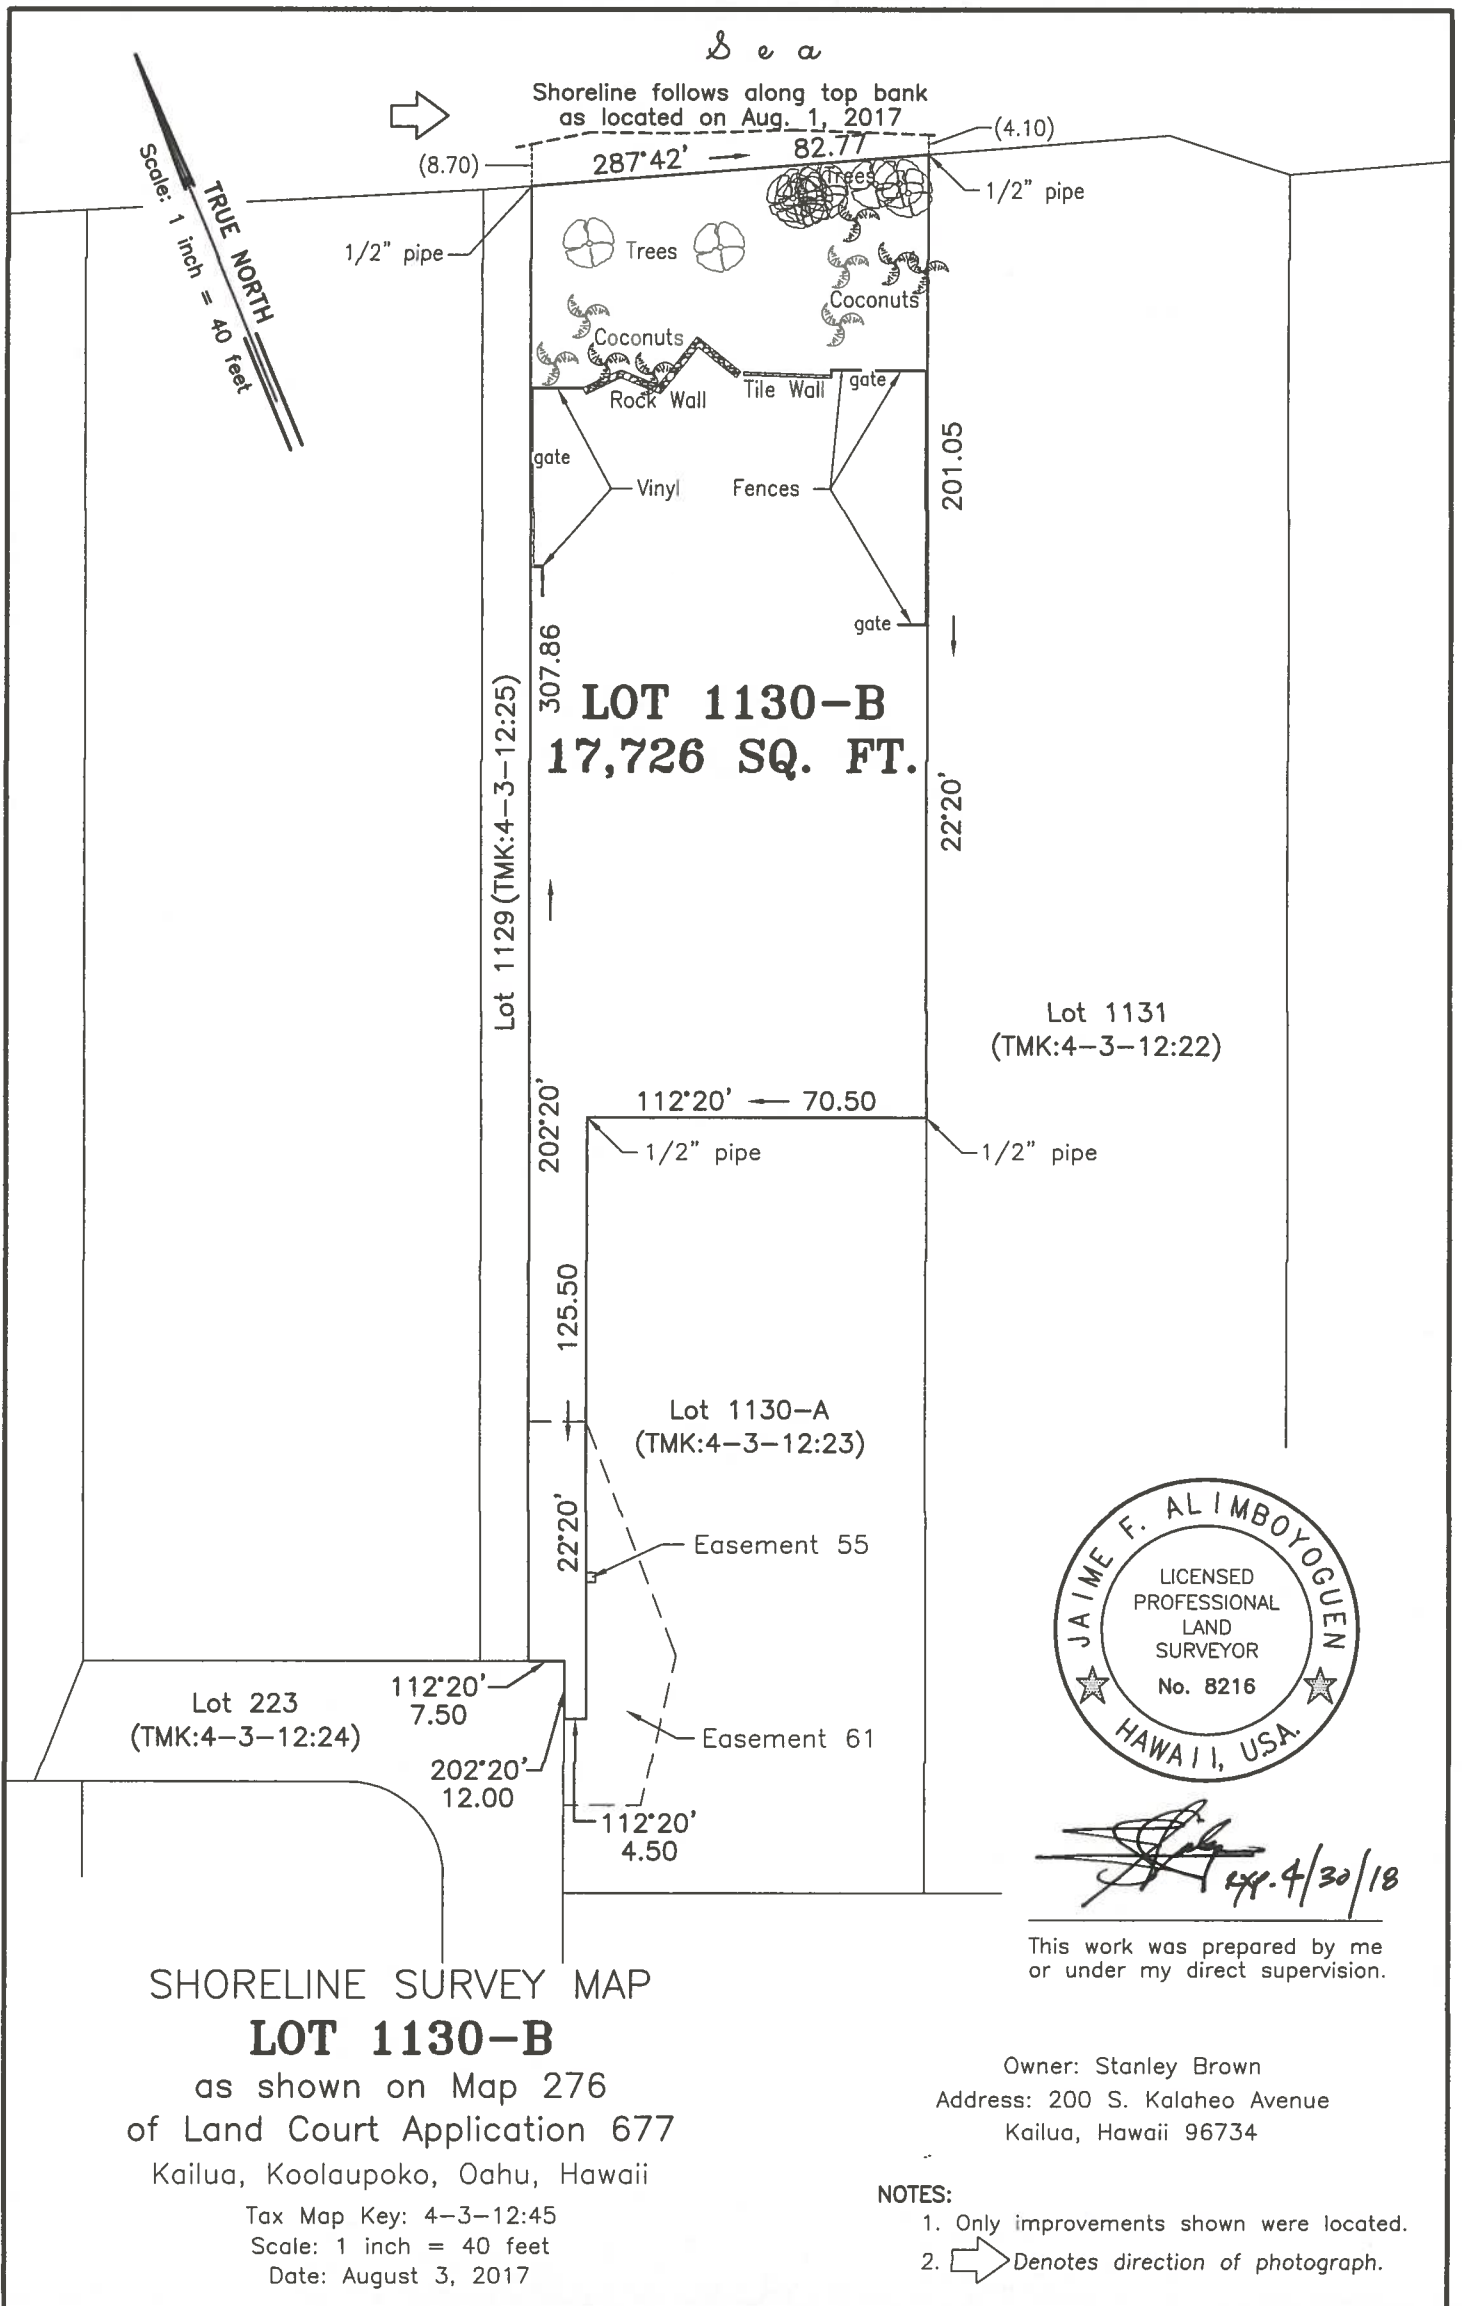 Sea
Shoreline follows along top bank
as located on Aug. 1, 2017
(4.10)
(8.70)
287°42' 82.77
Trees
1/2" pipe
1/2" pipe
TRUE NORTH
Scale: 1 inch = 40 feet
Trees
Coconuts
Coconuts
Rock Wall
Tile Wall
gate
gate
Vinyl Fences
201.05
gate
307.86
LOT 1130-B
17,726 SQ. FT.
Lot 1129 (TMK:4-3-12:25)
22°20'
Lot 1131
(TMK:4-3-12:22)
202°20'
112°20' 70.50
1/2" pipe
1/2" pipe
125.50
Lot 1130-A
(TMK:4-3-12:23)
22°20'
Easement 55
Lot 223
(TMK:4-3-12:24)
112°20'
7.50
Easement 61
202°20'
12.00
112°20'
4.50
JAIME F. ALIMBOYOGUEN
LICENSED
PROFESSIONAL
LAND
SURVEYOR
No. 8216
HAWAII, U.S.A.
exp. 4/30/18
This work was prepared by me
or under my direct supervision.
SHORELINE SURVEY MAP
LOT 1130-B
as shown on Map 276
of Land Court Application 677
Kailua, Koolaupoko, Oahu, Hawaii
Tax Map Key: 4-3-12:45
Scale: 1 inch = 40 feet
Date: August 3, 2017
Owner: Stanley Brown
Address: 200 S. Kalaheo Avenue
Kailua, Hawaii 96734
NOTES:
1. Only improvements shown were located.
2. Denotes direction of photograph.